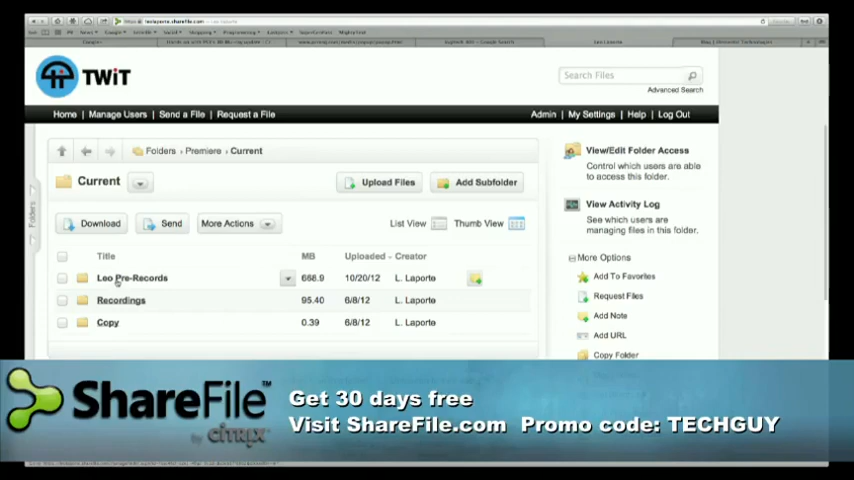 TWiT
Search Files
Advanced Search
Home | Manage Users | Send a File | Request a File
Admin | My Settings | Help | Log Out
Folders › Premiere › Current
Current
Upload Files
Add Subfolder
Download
Send
More Actions
List View
Thumb View
Title MB Uploaded Creator
Leo Pre-Records 668.9 10/20/12 L. Laporte
Recordings 95.40 6/8/12 L. Laporte
Copy 0.39 6/8/12 L. Laporte
Folders
View/Edit Folder Access
Control which users are able
to access this folder.
View Activity Log
See which users are
managing files in this folder.
More Options
Add To Favorites
Request Files
Add Note
Add URL
Copy Folder
ShareFile™
by CITRIX
Get 30 days free
Visit ShareFile.com Promo code: TECHGUY